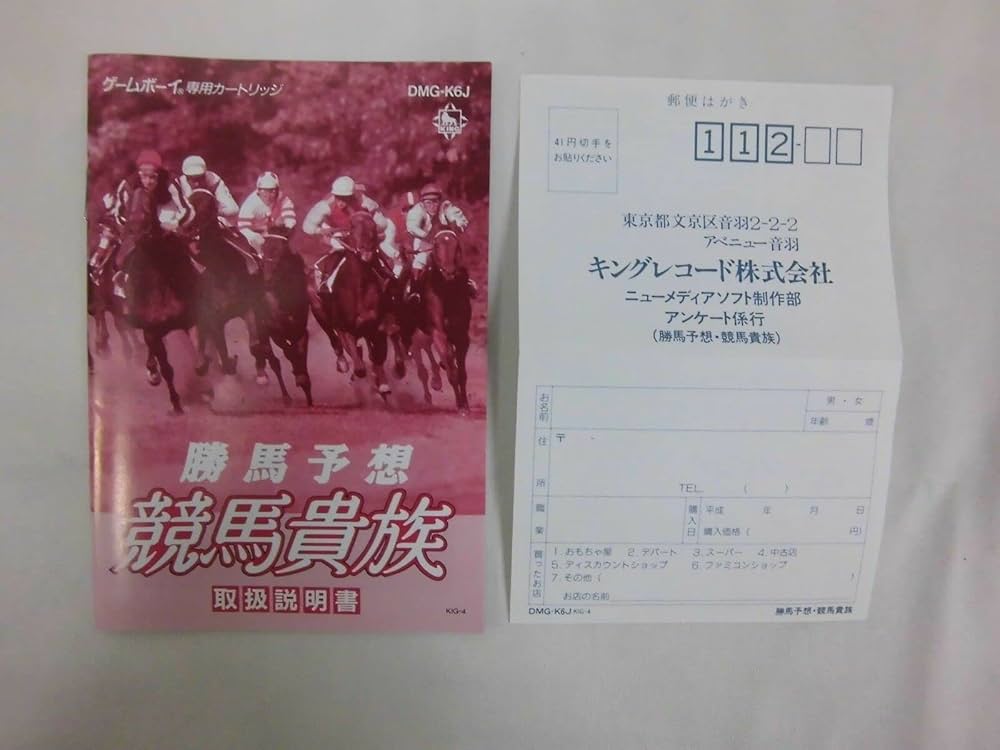 ゲームボーイ®専用カートリッジ
DMG-K6J
KING
勝馬予想
競馬貴族
取扱説明書
KIG-4
郵便はがき
41円切手を
お貼りください
112-
東京都文京区音羽2-2-2
アベニュー音羽
キングレコード株式会社
ニューメディアソフト制作部
アンケート係行
(勝馬予想・競馬貴族)
お名前
男・女
年齢 歳
住所
〒 -
TEL. ( )
職業
購入日
平成 年 月 日
購入価格( 円)
買ったお店
1. おもちゃ屋 2. デパート 3. スーパー 4. 中古店
5. ディスカウントショップ 6. ファミコンショップ
7. その他( )
お店の名前
DMG-K6J KIG-4
勝馬予想・競馬貴族